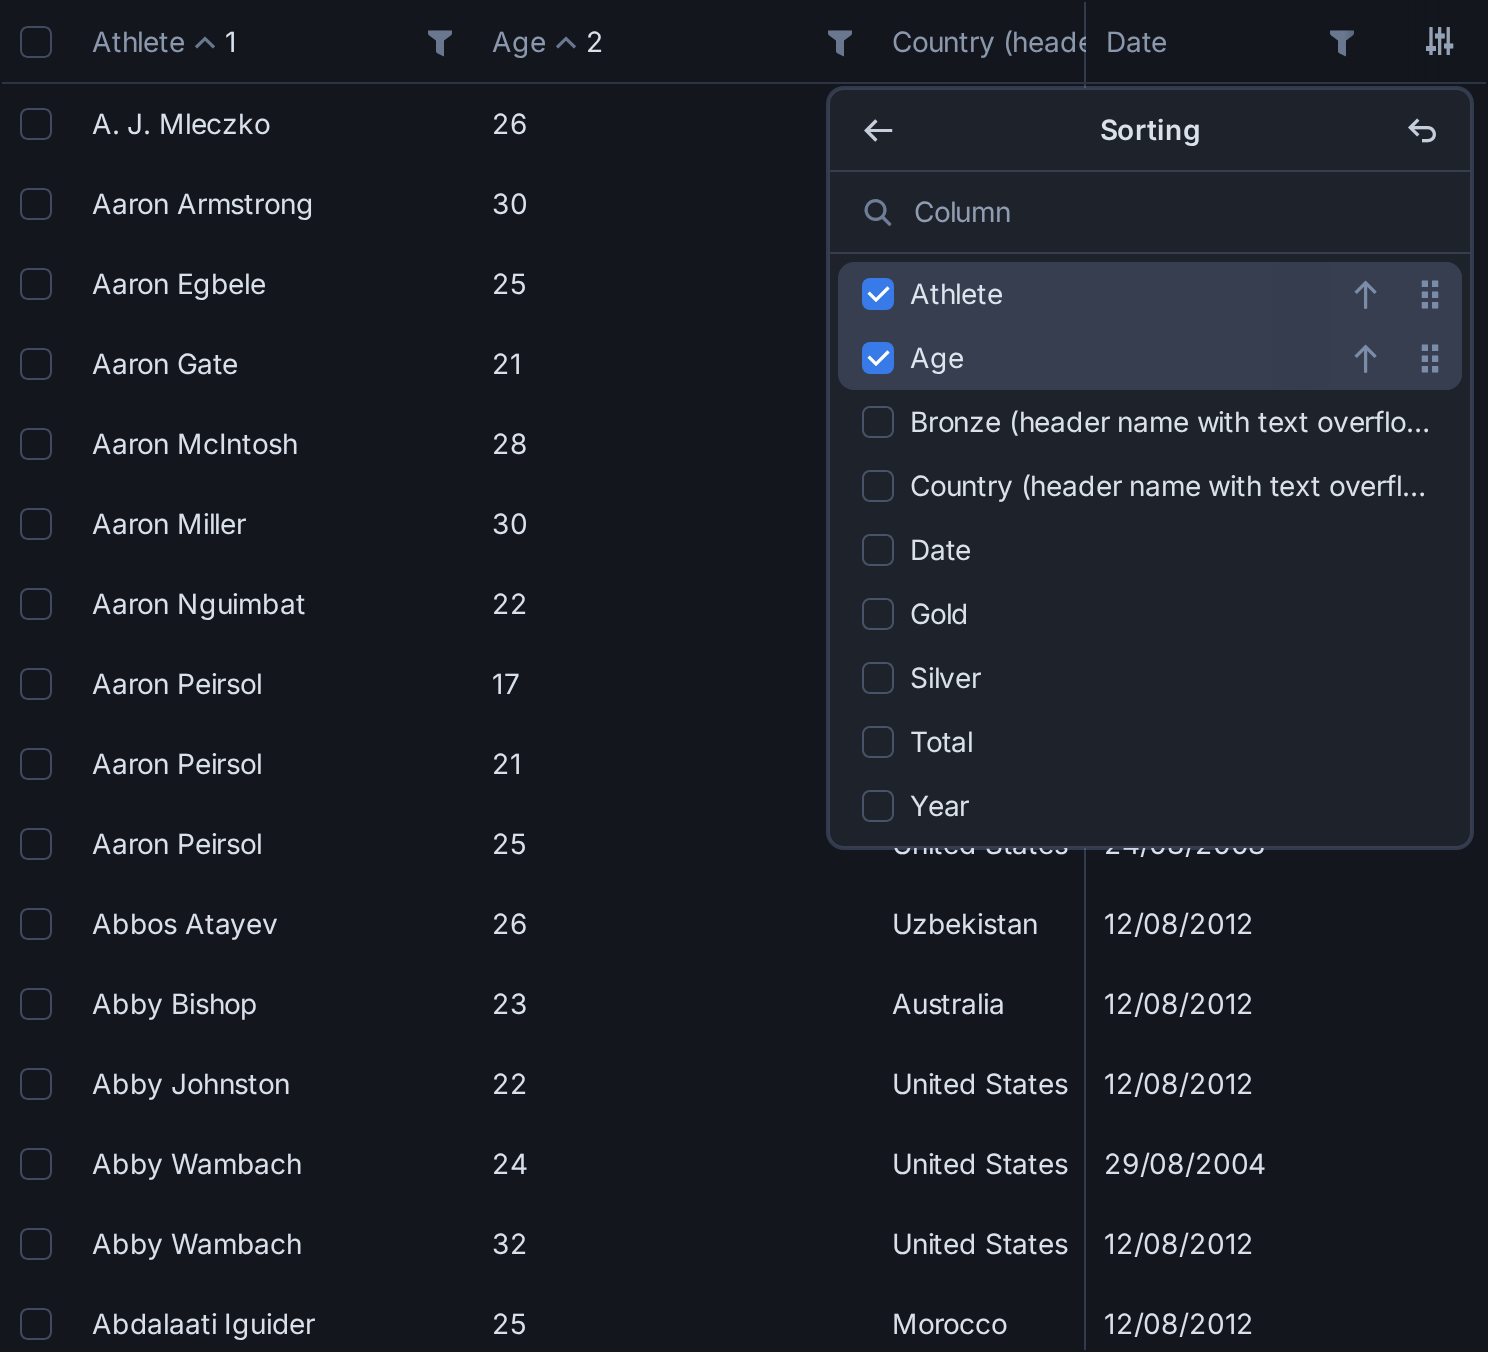 Athlete 1 Age 2 Country (heade Date
A. J. Mleczko 26
Aaron Armstrong 30
Aaron Egbele 25
Aaron Gate 21
Aaron McIntosh 28
Aaron Miller 30
Aaron Nguimbat 22
Aaron Peirsol 17
Aaron Peirsol 21
Aaron Peirsol 25 United States
Abbos Atayev 26 Uzbekistan 12/08/2012
Abby Bishop 23 Australia 12/08/2012
Abby Johnston 22 United States 12/08/2012
Abby Wambach 24 United States 29/08/2004
Abby Wambach 32 United States 12/08/2012
Abdalaati Iguider 25 Morocco 12/08/2012
Sorting
Column
Athlete
Age
Bronze (header name with text overflo...
Country (header name with text overfl...
Date
Gold
Silver
Total
Year